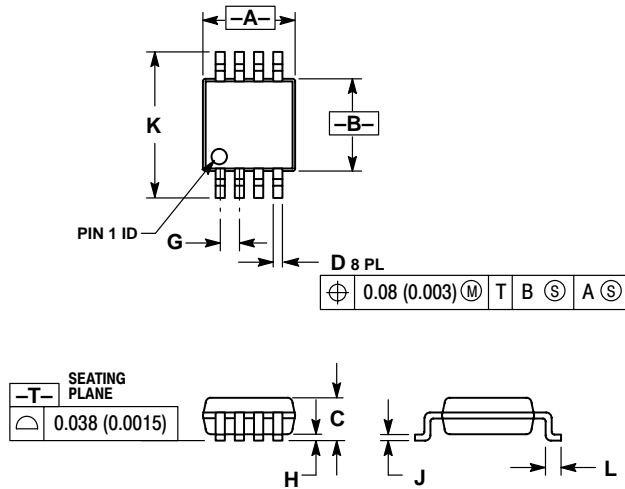 –A–
K
–B–
PIN 1 ID
G
D 8 PL
0.08 (0.003) Ⓜ T B Ⓢ A Ⓢ
–T– SEATING PLANE
0.038 (0.0015)
C
H
J
L